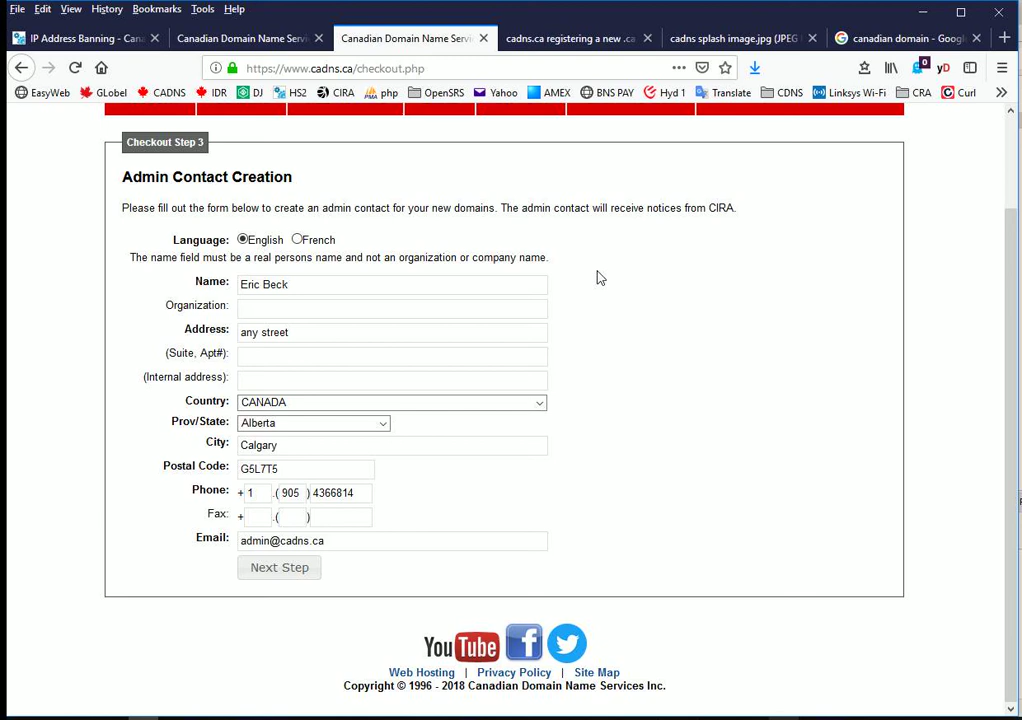 File Edit View History Bookmarks Tools Help
IP Address Banning - Can
Canadian Domain Name Servi
Canadian Domain Name Servi
cadns.ca registering a new .ca
cadns splash image.jpg (JPEG
canadian domain - Googl
https://www.cadns.ca/checkout.php
0
yD
EasyWeb GLobel CADNS IDR DJ HS2 CIRA php OpenSRS Yahoo AMEX BNS PAY Hyd 1 Translate CDNS Linksys Wi-Fi CRA Curl
Checkout Step 3
Admin Contact Creation
Please fill out the form below to create an admin contact for your new domains. The admin contact will receive notices from CIRA.
Language: English French
The name field must be a real persons name and not an organization or company name.
Name: Eric Beck
Organization:
Address: any street
(Suite, Apt#):
(Internal address):
Country: CANADA
Prov/State: Alberta
City: Calgary
Postal Code: G5L7T5
Phone: + 1 .( 905 ) 4366814
Fax: + .( )
Email: admin@cadns.ca
Next Step
YouTube f
Web Hosting | Privacy Policy | Site Map
Copyright © 1996 - 2018 Canadian Domain Name Services Inc.